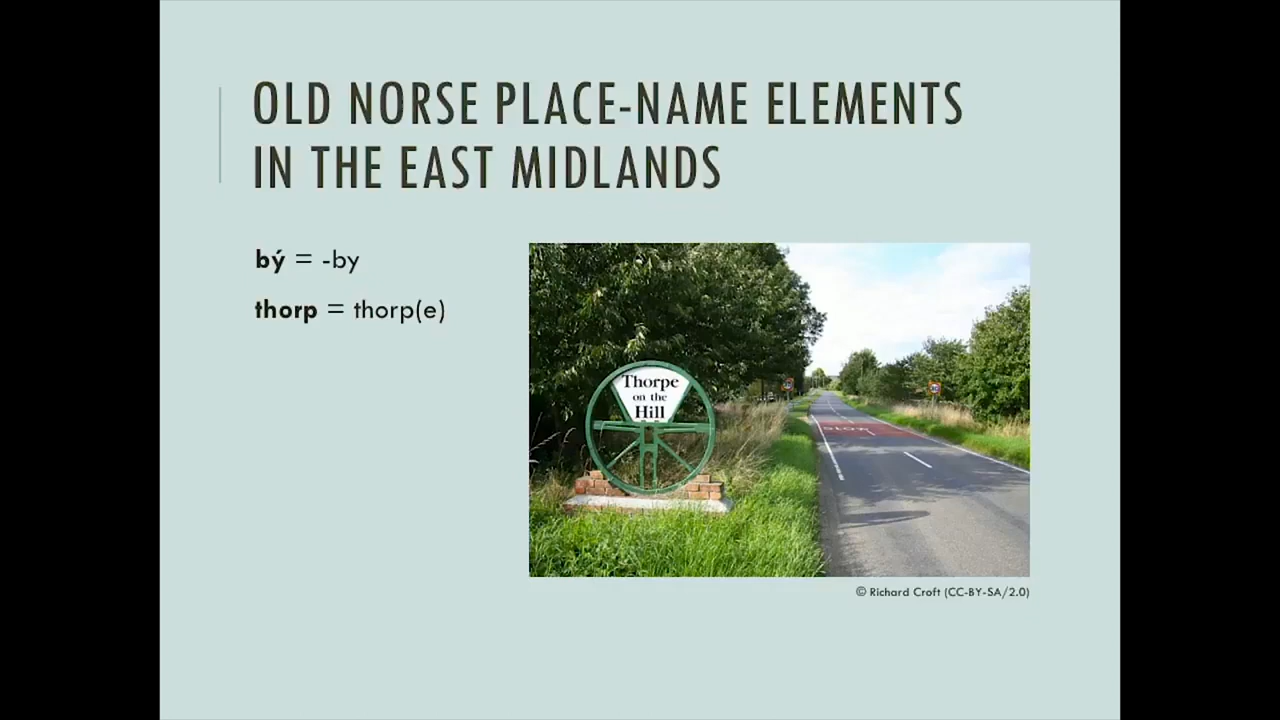 OLD NORSE PLACE-NAME ELEMENTS
IN THE EAST MIDLANDS
bý = -by
thorp = thorp(e)
Thorpe
on the
Hill
SLOW
© Richard Croft (CC-BY-SA/2.0)